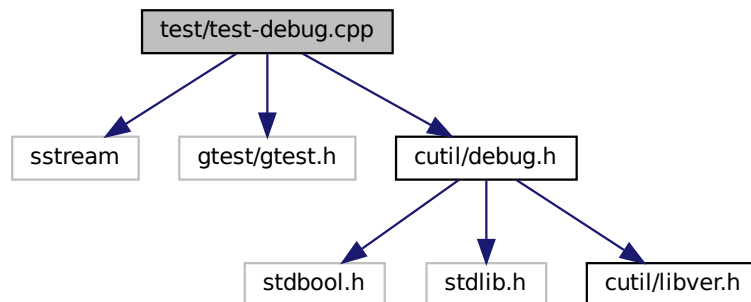 test/test-debug.cpp
sstream
gtest/gtest.h
cutil/debug.h
stdbool.h
stdlib.h
cutil/libver.h